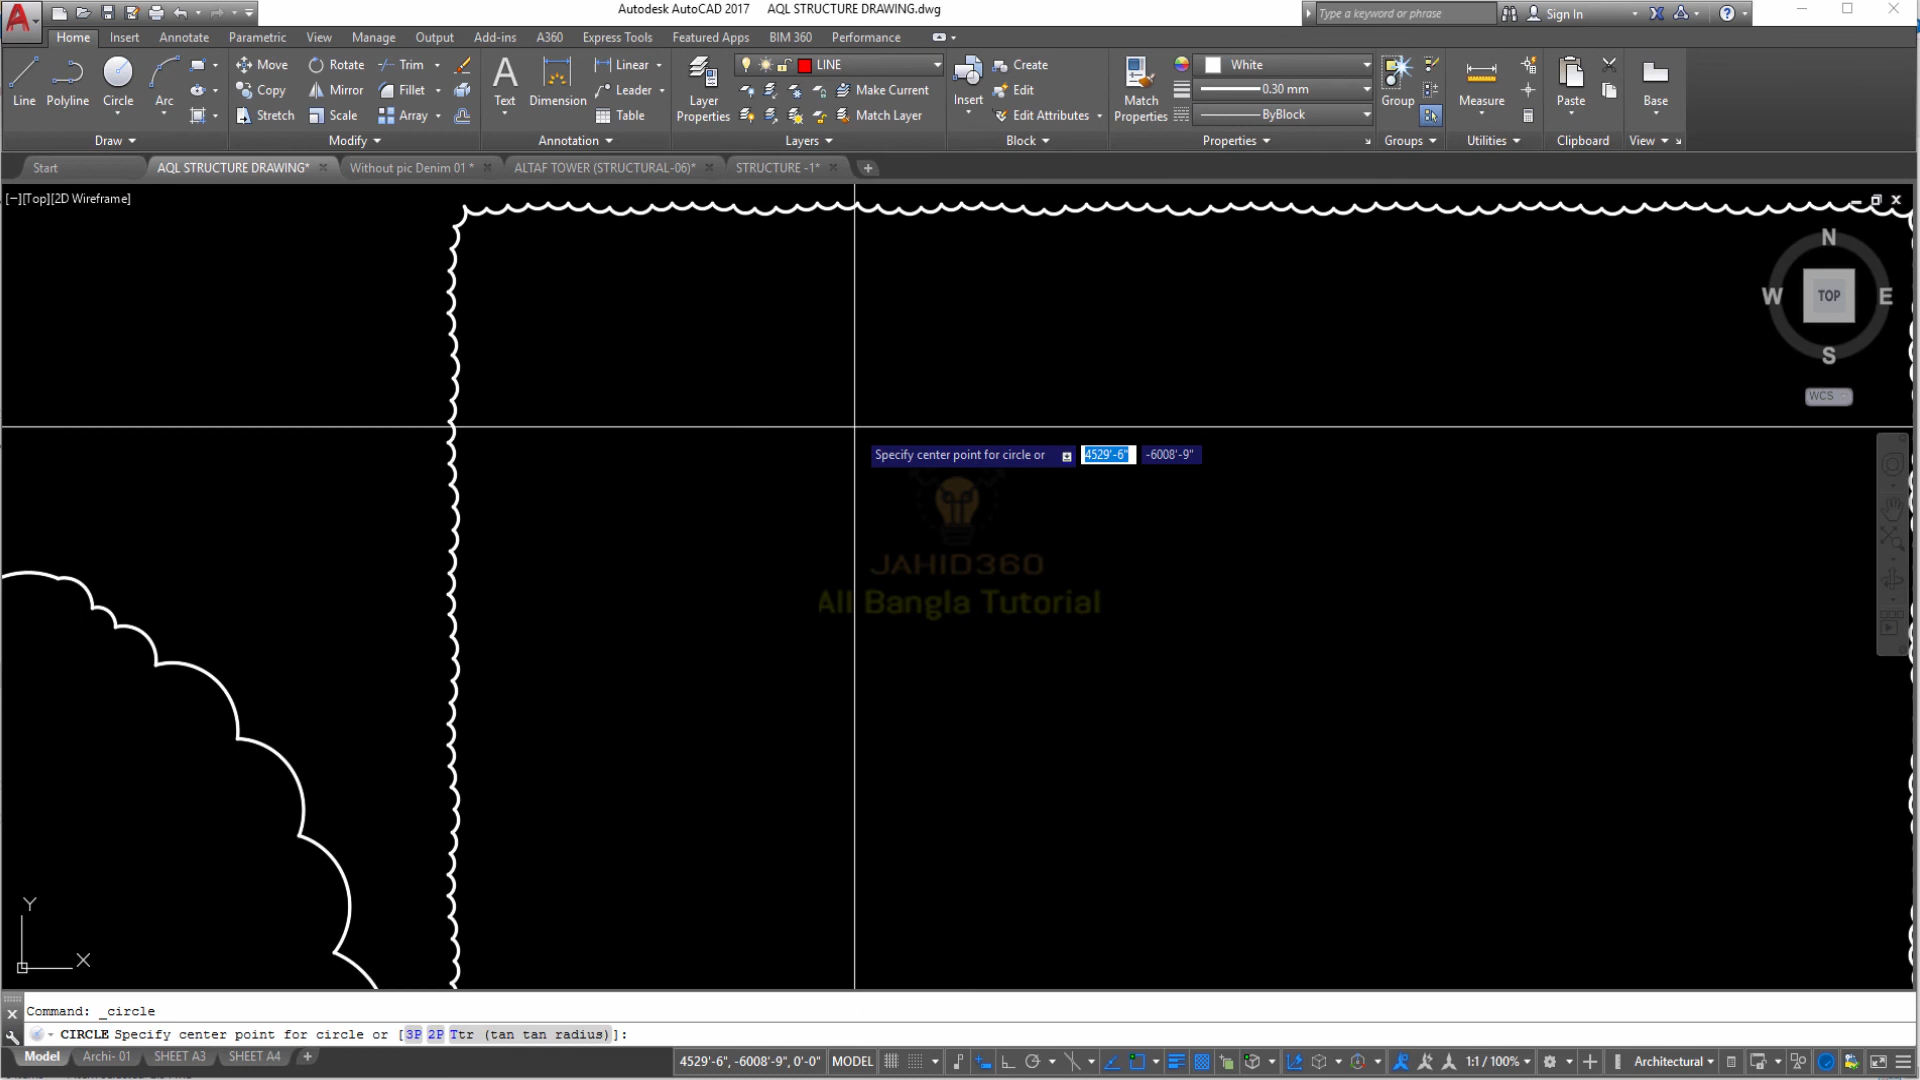 Autodesk AutoCAD 2017 AQL STRUCTURE DRAWING.dwg
Type a keyword or phrase
Sign In
Home Insert Annotate Parametric View Manage Output Add-ins A360 Express Tools Featured Apps BIM 360 Performance
Line Polyline Circle Arc
Draw
Move Rotate Trim
Copy Mirror Fillet
Stretch Scale Array
Modify
Text Dimension
Linear
Leader
Table
Annotation
Layer Properties
LINE
Make Current
Match Layer
Layers
Insert
Create
Edit
Edit Attributes
Block
Match Properties
White
0.30 mm
ByBlock
Properties
Group
Groups
Measure
Utilities
Paste
Clipboard
Base
View
Start AQL STRUCTURE DRAWING* Without pic Denim 01 * ALTAF TOWER (STRUCTURAL-06)* STRUCTURE -1*
[−][Top][2D Wireframe]
N
W TOP E
S
WCS
Specify center point for circle or 4529'-6" -6008'-9"
JAHID360
All Bangla Tutorial
Y
X
Command: _circle
CIRCLE Specify center point for circle or [3P 2P Ttr (tan tan radius)]:
Model Archi- 01 SHEET A3 SHEET A4
4529'-6", -6008'-9", 0'-0" MODEL 1:1 / 100% Architectural